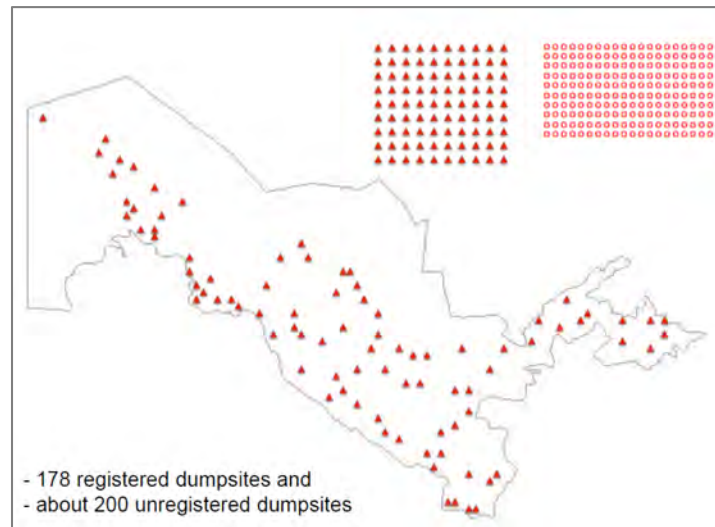 - 178 registered dumpsites and
- about 200 unregistered dumpsites